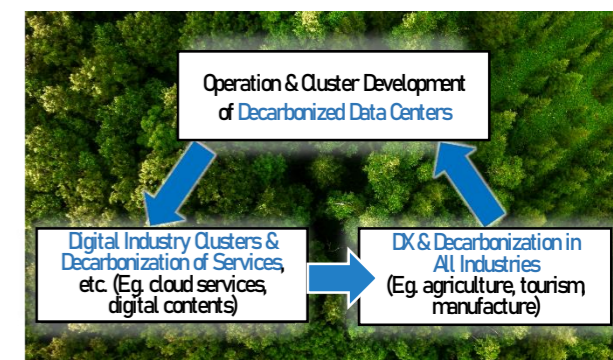 Operation & Cluster Development
of Decarbonized Data Centers
Digital Industry Clusters &
Decarbonization of Services,
etc. (Eg. cloud services,
digital contents)
DX & Decarbonization in
All Industries
(Eg. agriculture, tourism,
manufacture)